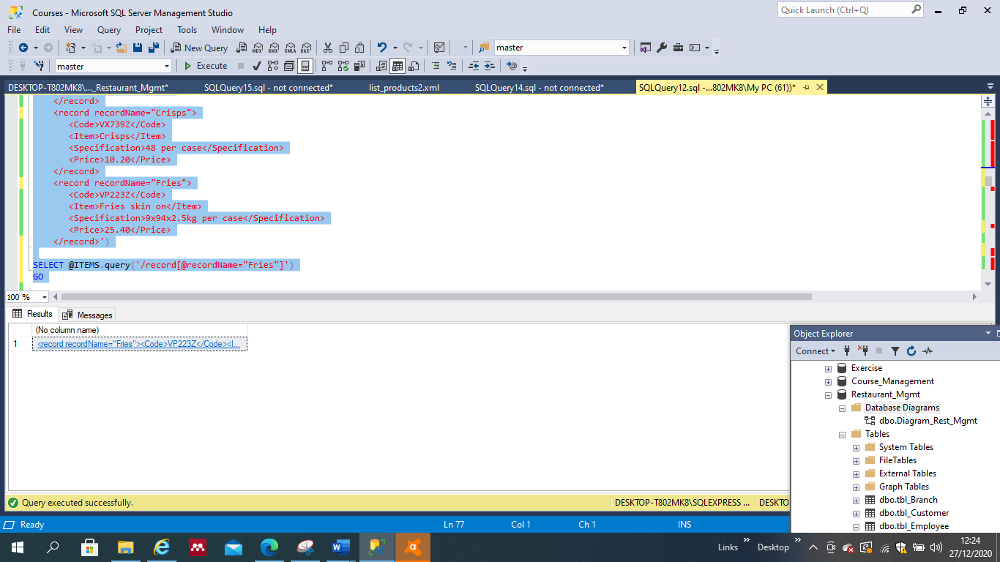 Courses - Microsoft SQL Server Management Studio
Quick Launch (Ctrl+Q)
File Edit View Query Project Tools Window Help
New Query MDX DMX XMLA DAX master
master Execute
DESKTOP-T802MK8\..._Restaurant_Mgmt* SQLQuery15.sql - not connected* list_products2.xml SQLQuery14.sql - not connected* SQLQuery12.sql -...802MK8\My PC (61))*
</record>
<record recordName="Crisps">
<Code>VX739Z</Code>
<Item>Crisps</Item>
<Specification>48 per case</Specification>
<Price>10.20</Price>
</record>
<record recordName="Fries">
<Code>VP223Z</Code>
<Item>Fries skin on</Item>
<Specification>9x94x2.5kg per case</Specification>
<Price>25.40</Price>
</record>')
SELECT @ITEMS.query('/record[@recordName="Fries"]')
GO
100 %
Results Messages
(No column name)
1 <record recordName="Fries"><Code>VP223Z</Code><I...
Object Explorer
Connect
Exercise
Course_Management
Restaurant_Mgmt
Database Diagrams
dbo.Diagram_Rest_Mgmt
Tables
System Tables
FileTables
External Tables
Graph Tables
dbo.tbl_Branch
dbo.tbl_Customer
dbo.tbl_Employee
Query executed successfully. DESKTOP-T802MK8\SQLEXPRESS ... DESKTO
Ready Ln 77 Col 1 Ch 1 INS
Links Desktop 12:24
27/12/2020